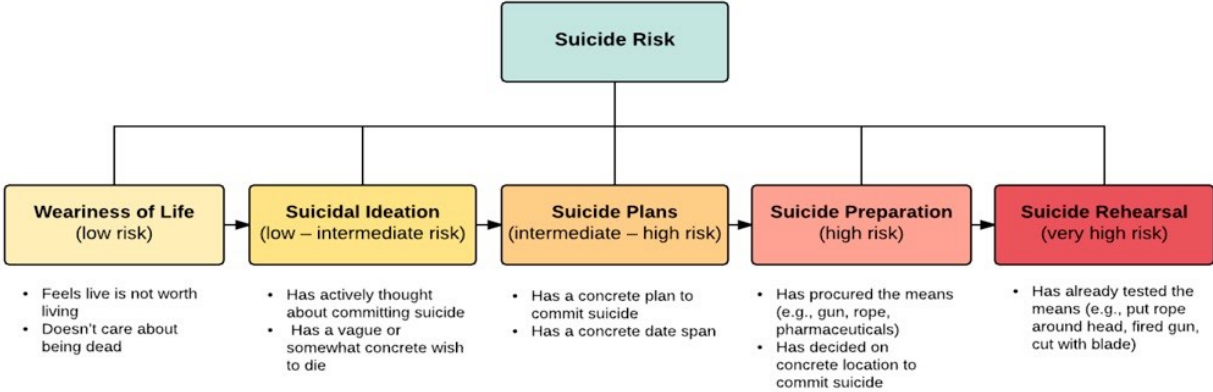 Suicide Risk
Weariness of Life
(low risk)
Suicidal Ideation
(low – intermediate risk)
Suicide Plans
(intermediate – high risk)
Suicide Preparation
(high risk)
Suicide Rehearsal
(very high risk)
• Feels live is not worth
living
• Doesn't care about
being dead
• Has actively thought
about committing suicide
• Has a vague or
somewhat concrete wish
to die
• Has a concrete plan to
commit suicide
• Has a concrete date span
• Has procured the means
(e.g., gun, rope,
pharmaceuticals)
• Has decided on
concrete location to
commit suicide
• Has already tested the
means (e.g., put rope
around head, fired gun,
cut with blade)